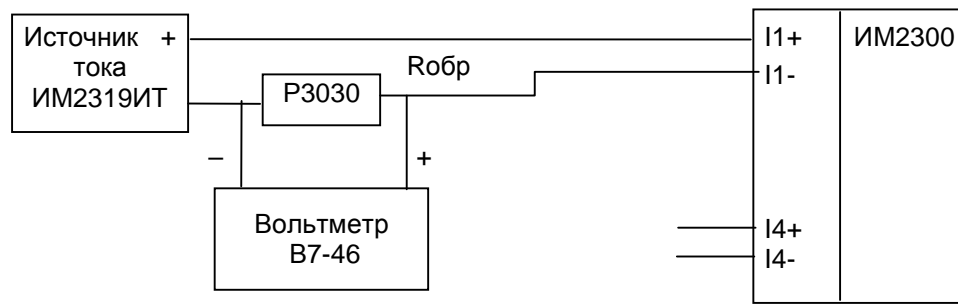 Источник +
тока
ИМ2319ИТ
Rобр
Р3030
– +
Вольтметр
В7-46
I1+
I1-
I4+
I4-
ИМ2300